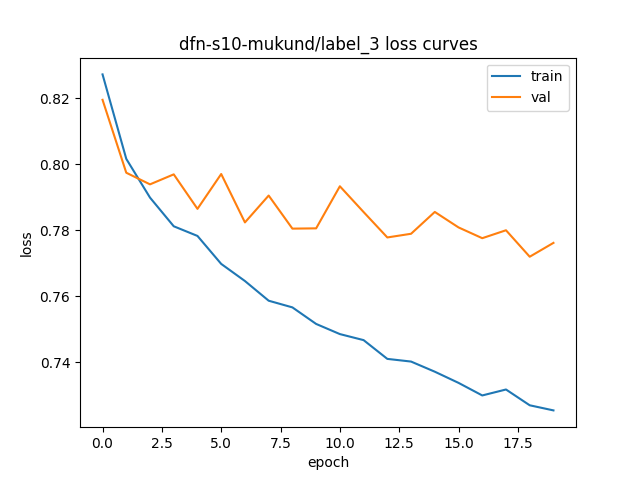 dfn-s10-mukund/label_3 loss curves
train
val
0.82
0.80
0.78
0.76
0.74
loss
0.0 2.5 5.0 7.5 10.0 12.5 15.0 17.5
epoch